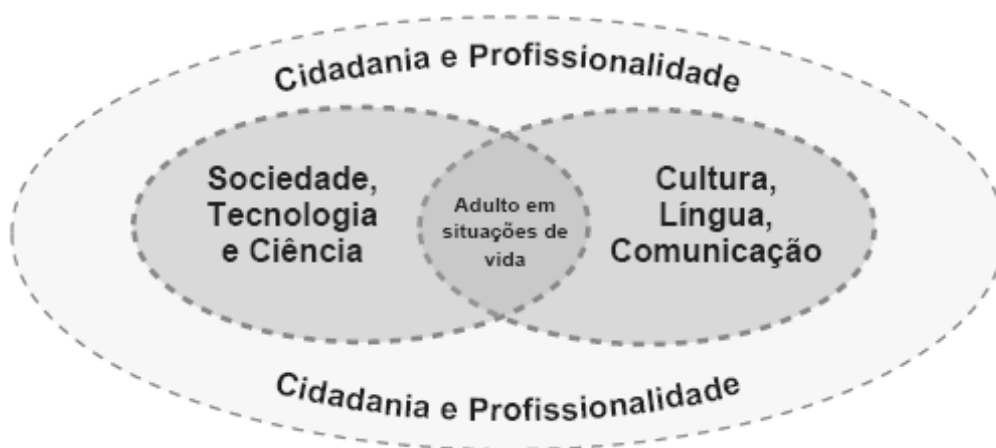 Cidadania e Profissionalidade
Sociedade,
Tecnologia
e Ciência
Adulto em
situações de
vida
Cultura,
Língua,
Comunicação
Cidadania e Profissionalidade